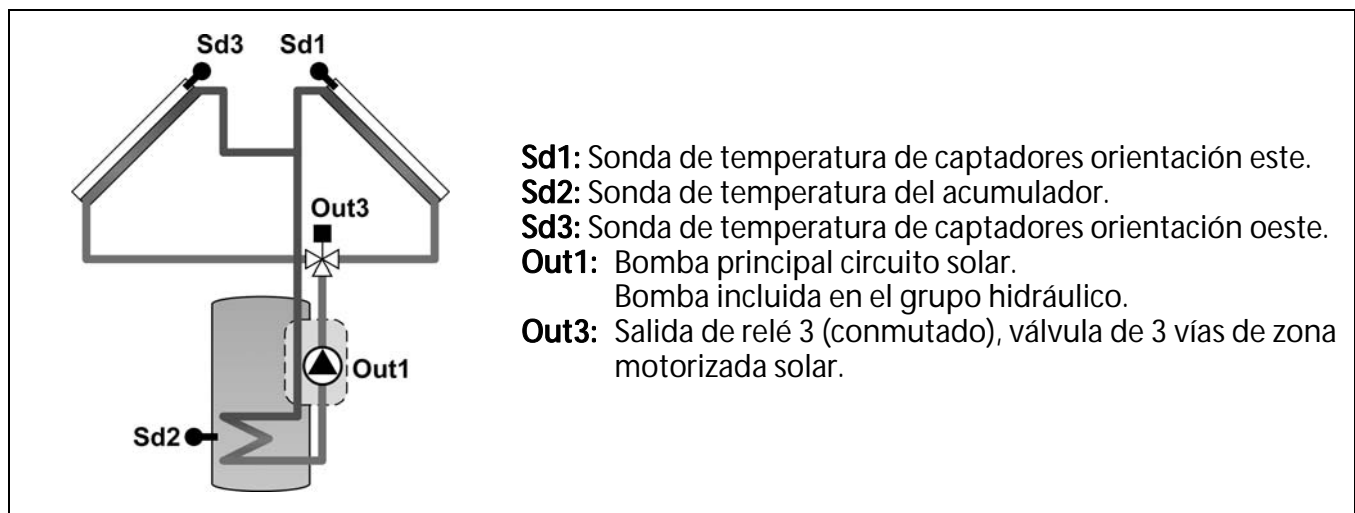 Sd3 Sd1
Out3
Out1
Sd2
Sd1: Sonda de temperatura de captadores orientación este.
Sd2: Sonda de temperatura del acumulador.
Sd3: Sonda de temperatura de captadores orientación oeste.
Out1: Bomba principal circuito solar.
Bomba incluida en el grupo hidráulico.
Out3: Salida de relé 3 (conmutado), válvula de 3 vías de zona
motorizada solar.